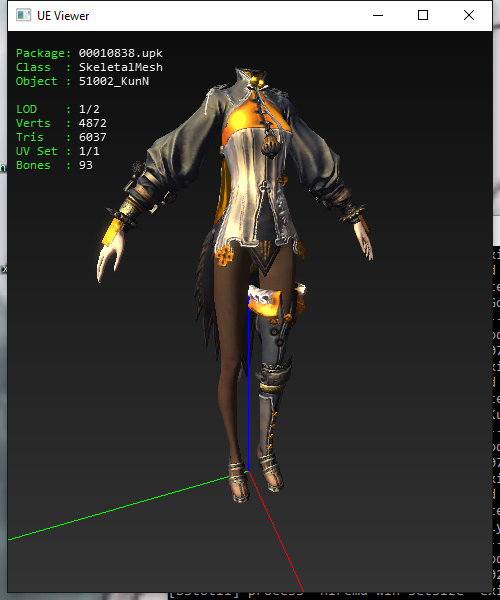 UE Viewer
Package: 00010838.upk
Class : SkeletalMesh
Object : 51002_KunN
LOD : 1/2
Verts : 4872
Tris : 6037
UV Set : 1/1
Bones : 93